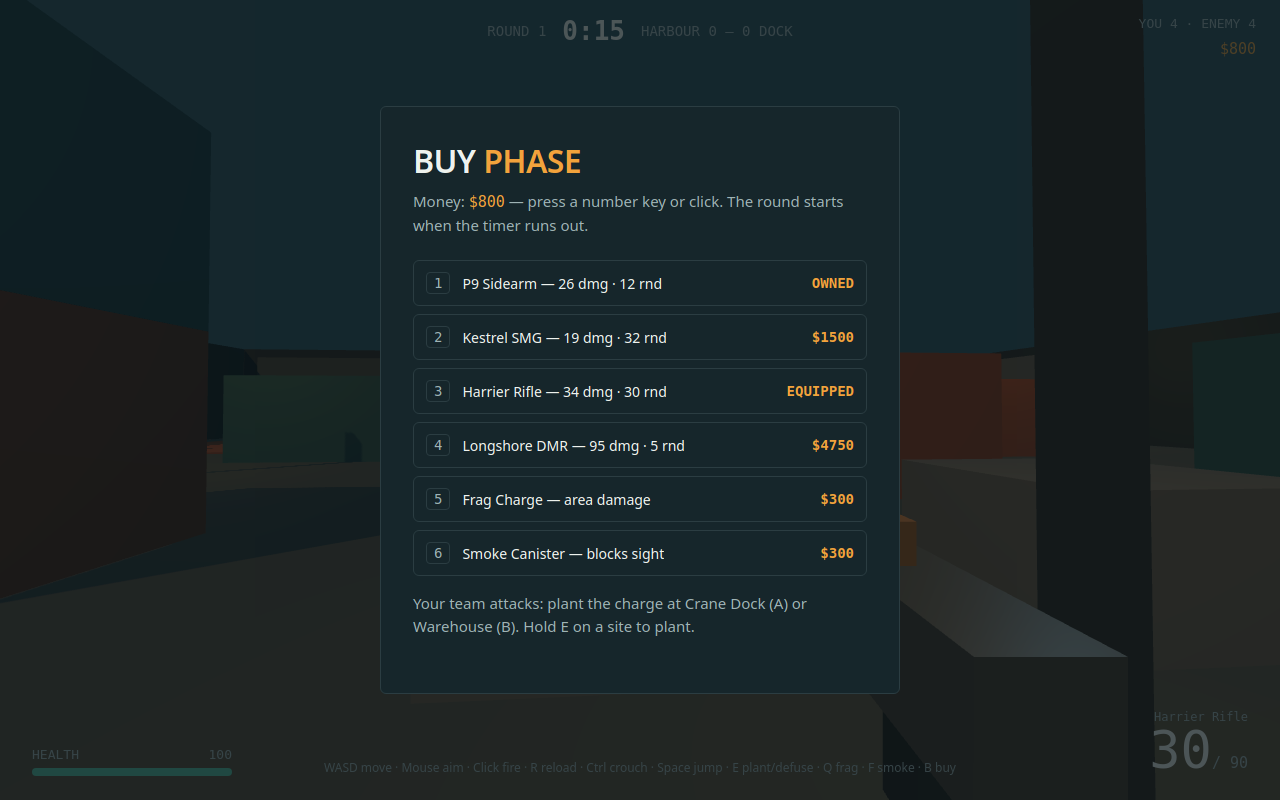 ROUND 1 0:15 HARBOUR 0 — 0 DOCK
YOU 4 · ENEMY 4
$800
BUY PHASE
Money: $800 — press a number key or click. The round starts
when the timer runs out.
1 P9 Sidearm — 26 dmg · 12 rnd OWNED
2 Kestrel SMG — 19 dmg · 32 rnd $1500
3 Harrier Rifle — 34 dmg · 30 rnd EQUIPPED
4 Longshore DMR — 95 dmg · 5 rnd $4750
5 Frag Charge — area damage $300
6 Smoke Canister — blocks sight $300
Your team attacks: plant the charge at Crane Dock (A) or
Warehouse (B). Hold E on a site to plant.
HEALTH 100
WASD move · Mouse aim · Click fire · R reload · Ctrl crouch · Space jump · E plant/defuse · Q frag · F smoke · B buy
Harrier Rifle
30 / 90